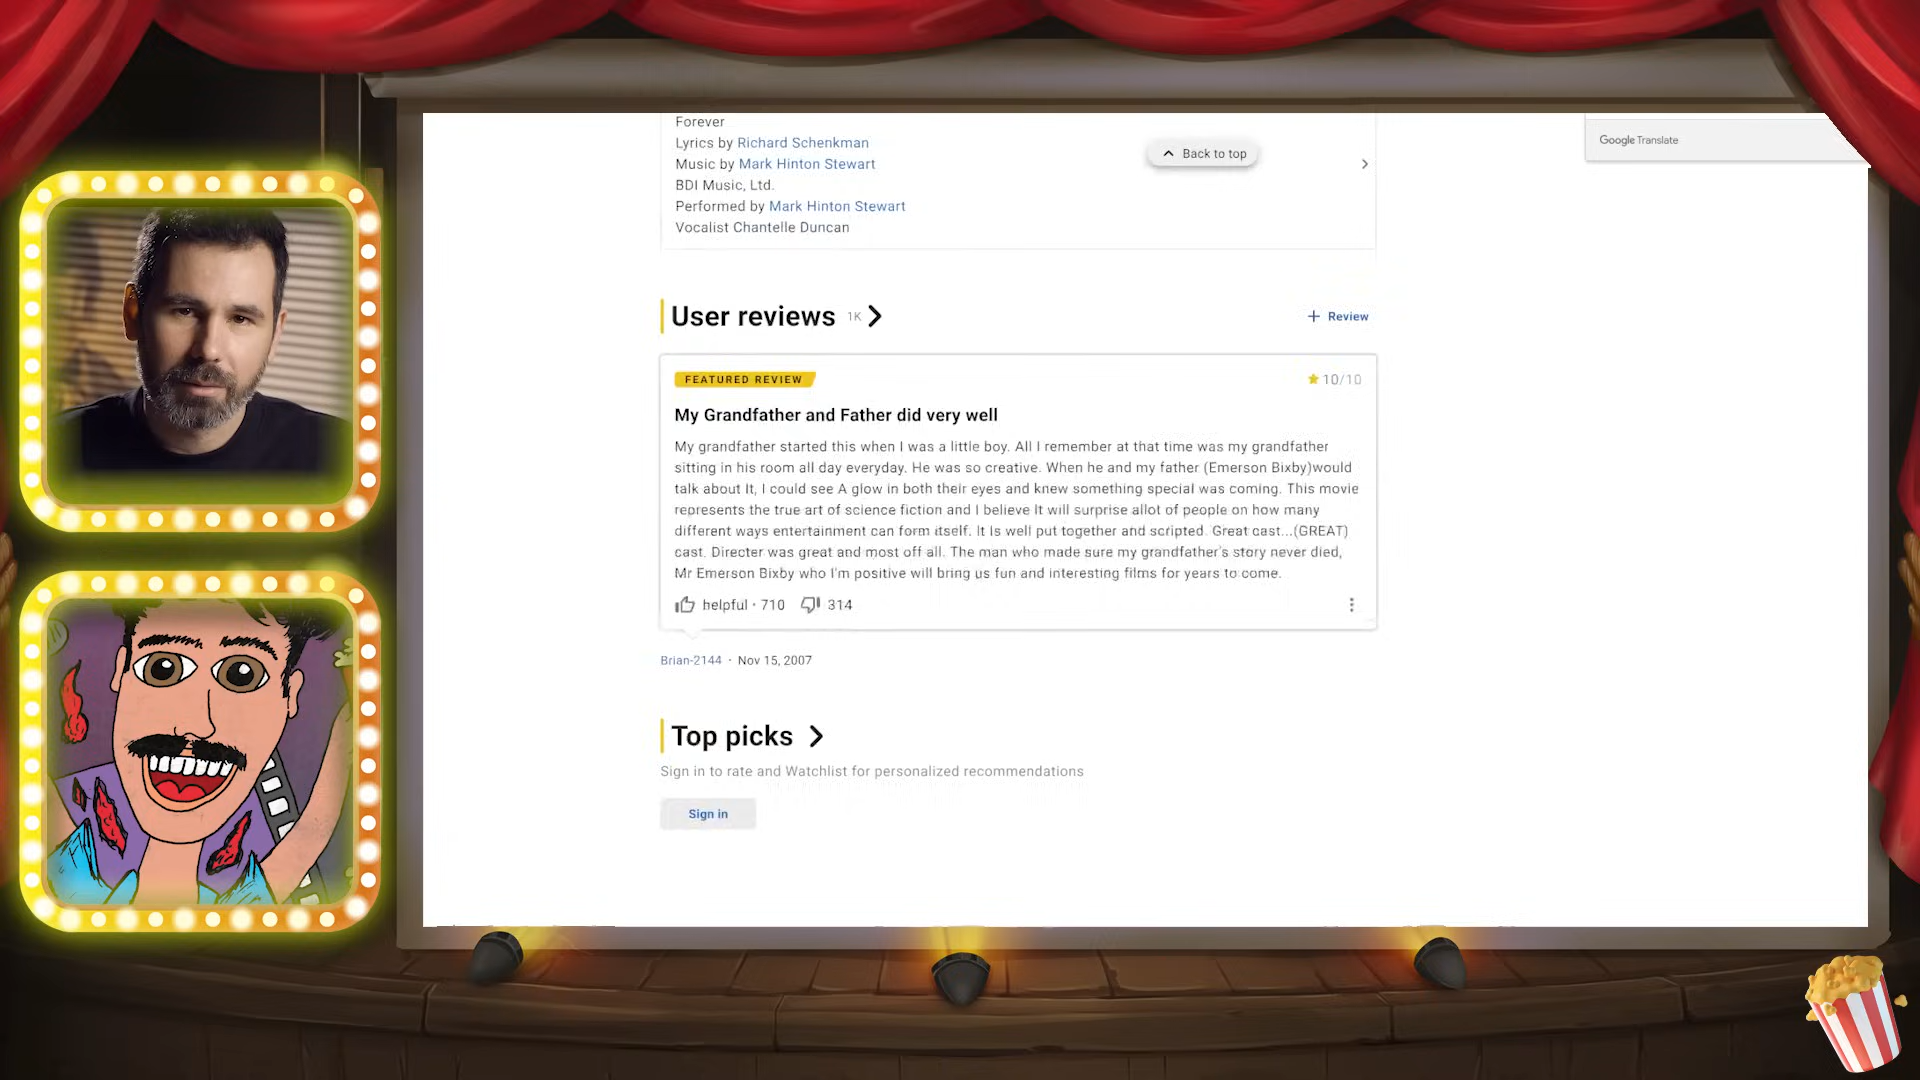 Forever
Lyrics by Richard Schenkman
Music by Mark Hinton Stewart
BDI Music, Ltd.
Performed by Mark Hinton Stewart
Vocalist Chantelle Duncan
Back to top
Google Translate
User reviews 1K
+ Review
FEATURED REVIEW
10/10
My Grandfather and Father did very well
My grandfather started this when I was a little boy. All I remember at that time was my grandfather
sitting in his room all day everyday. He was so creative. When he and my father (Emerson Bixby)would
talk about It, I could see A glow in both their eyes and knew something special was coming. This movie
represents the true art of science fiction and I believe It will surprise allot of people on how many
different ways entertainment can form itself. It Is well put together and scripted. Great cast...(GREAT)
cast. Directer was great and most off all. The man who made sure my grandfather's story never died,
Mr Emerson Bixby who I'm positive will bring us fun and interesting films for years to come.
helpful · 710 314
Brian-2144 · Nov 15, 2007
Top picks
Sign in to rate and Watchlist for personalized recommendations
Sign in